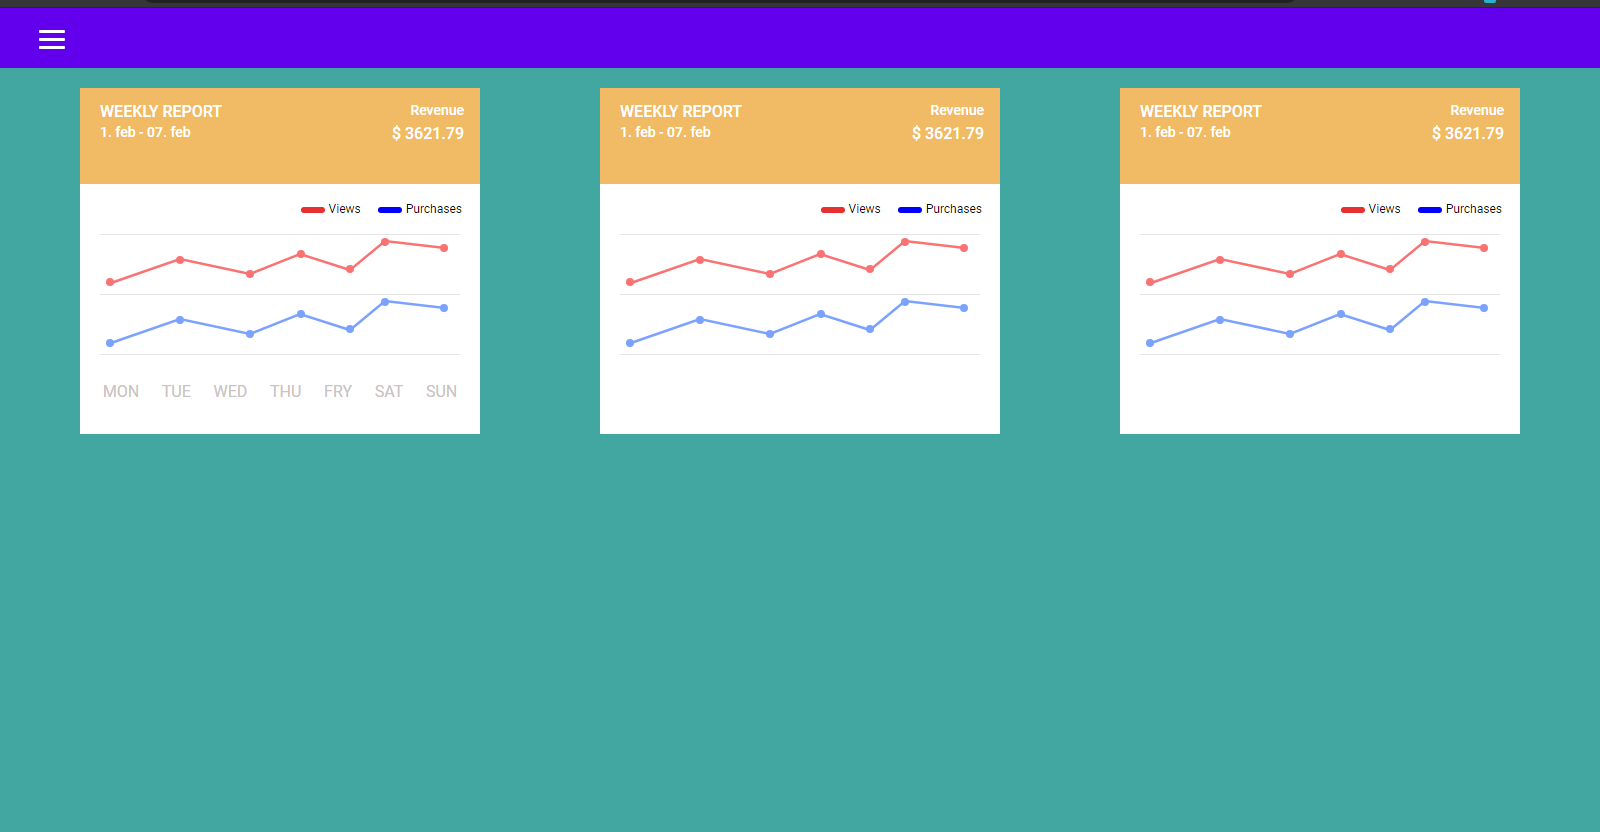 WEEKLY REPORT
Revenue
1. feb - 07. feb
$ 3621.79
Views
Purchases
MON TUE WED THU FRY SAT SUN
WEEKLY REPORT
Revenue
1. feb - 07. feb
$ 3621.79
Views
Purchases
WEEKLY REPORT
Revenue
1. feb - 07. feb
$ 3621.79
Views
Purchases